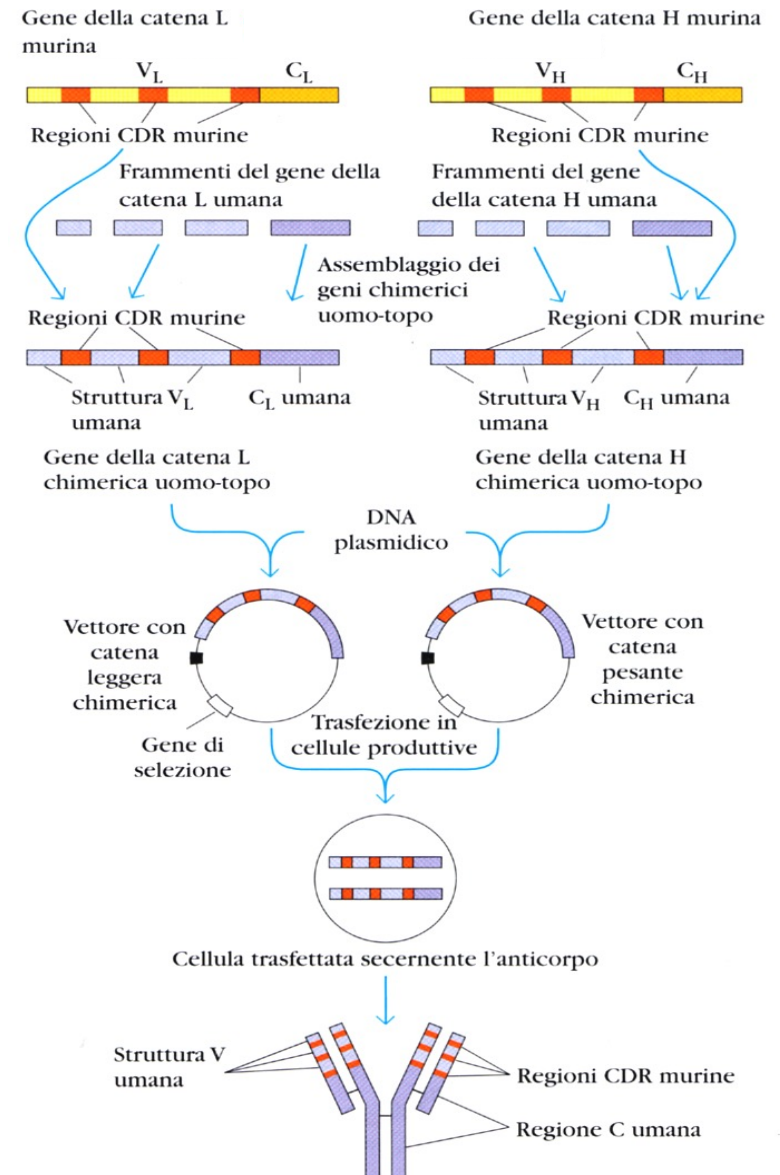 Gene della catena L
murina
Gene della catena H murina
V_L
C_L
V_H
C_H
Regioni CDR murine
Regioni CDR murine
Frammenti del gene della
catena L umana
Frammenti del gene
della catena H umana
Assemblaggio dei
geni chimerici
uomo-topo
Regioni CDR murine
Regioni CDR murine
Struttura V_L
umana
C_L umana
Struttura V_H
umana
C_H umana
Gene della catena L
chimerica uomo-topo
Gene della catena H
chimerica uomo-topo
DNA
plasmidico
Vettore con
catena
leggera
chimerica
Vettore con
catena
pesante
chimerica
Gene di
selezione
Trasfezione in
cellule produttive
Cellula trasfettata secernente l'anticorpo
Struttura V
umana
Regioni CDR murine
Regione C umana